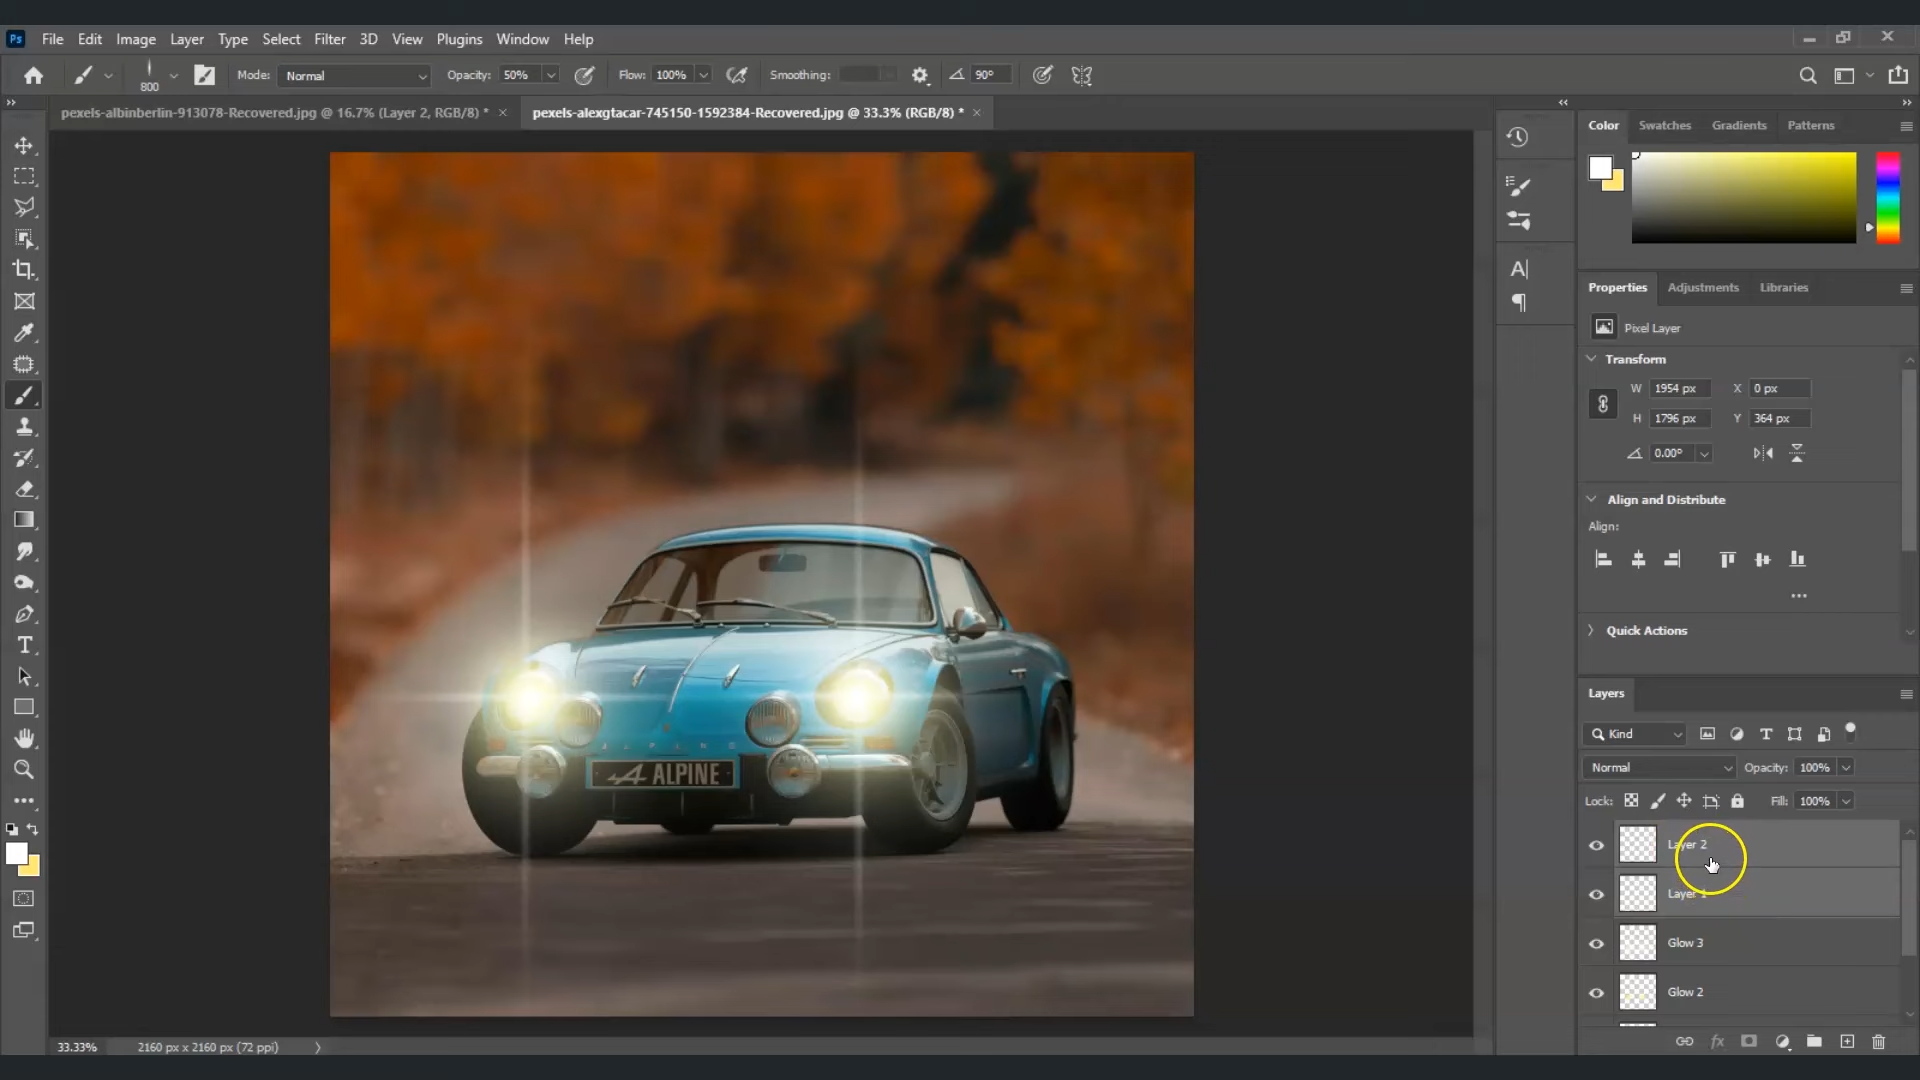 Ps File Edit Image Layer Type Select Filter 3D View Plugins Window Help
800 Mode: Normal Opacity: 50% Flow: 100% Smoothing: 90°
pexels-albinberlin-913078-Recovered.jpg @ 16.7% (Layer 2, RGB/8) * pexels-alexgtacar-745150-1592384-Recovered.jpg @ 33.3% (RGB/8) *
Color Swatches Gradients Patterns
Properties Adjustments Libraries
Pixel Layer
Transform
W 1954 px X 0 px
H 1796 px Y 364 px
0.00°
Align and Distribute
Align:
Quick Actions
ALPINE
Layers
Kind
Normal Opacity: 100%
Lock: Fill: 100%
Layer 2
Layer 1
Glow 3
Glow 2
33.33% 2160 px x 2160 px (72 ppi)